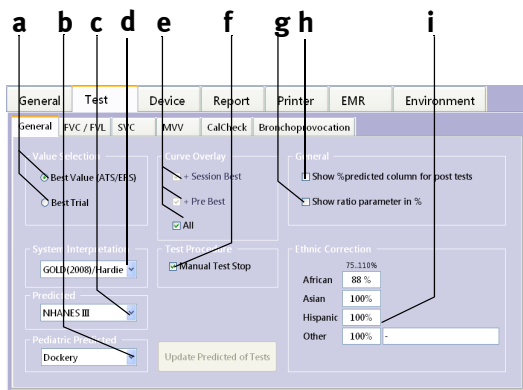 a b c d e f g h i
General Test Device Report Printer EMR Environment
General FVC / FVL SVC MVV CalCheck Bronchoprovocation
Value Selection
Best Value (ATS/ERS)
Best Trial
Curve Overlay
+ Session Best
+ Pre Best
All
General
Show %predicted column for post tests
Show ratio parameter in %
System Interpretation
GOLD(2008)/Hardie
Test Procedure
Manual Test Stop
Ethnic Correction
75..110%
African 88 %
Asian 100%
Hispanic 100%
Other 100% -
Predicted
NHANES III
Pediatric Predicted
Dockery
Update Predicted of Tests